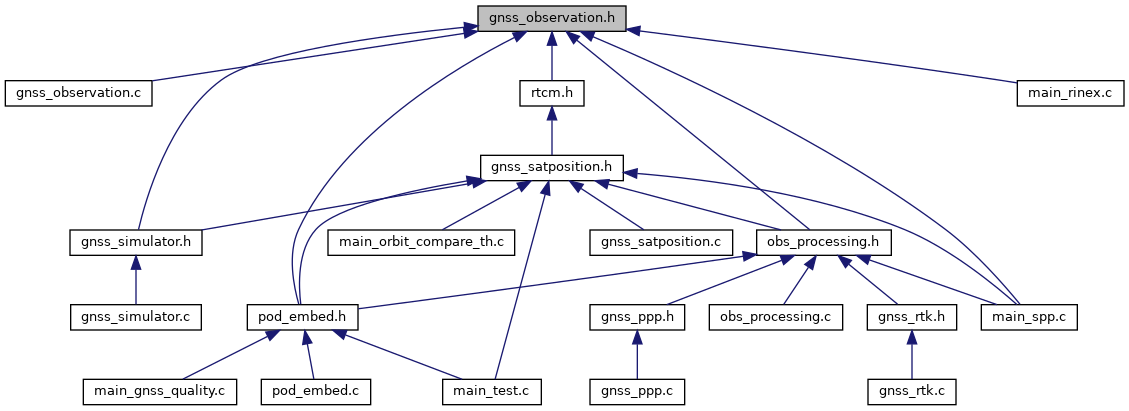 gnss_observation.h
gnss_observation.c
rtcm.h
main_rinex.c
gnss_satposition.h
gnss_simulator.h
main_orbit_compare_th.c
gnss_satposition.c
obs_processing.h
gnss_simulator.c
pod_embed.h
gnss_ppp.h
obs_processing.c
gnss_rtk.h
main_spp.c
main_gnss_quality.c
pod_embed.c
main_test.c
gnss_ppp.c
gnss_rtk.c